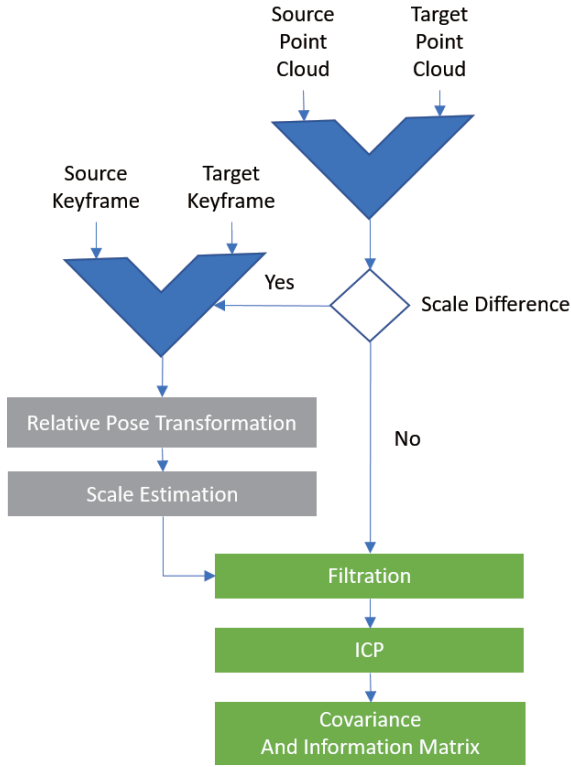 Source
Point
Cloud
Target
Point
Cloud
Source
Keyframe
Target
Keyframe
Yes
Scale Difference
Relative Pose Transformation
No
Scale Estimation
Filtration
ICP
Covariance
And Information Matrix